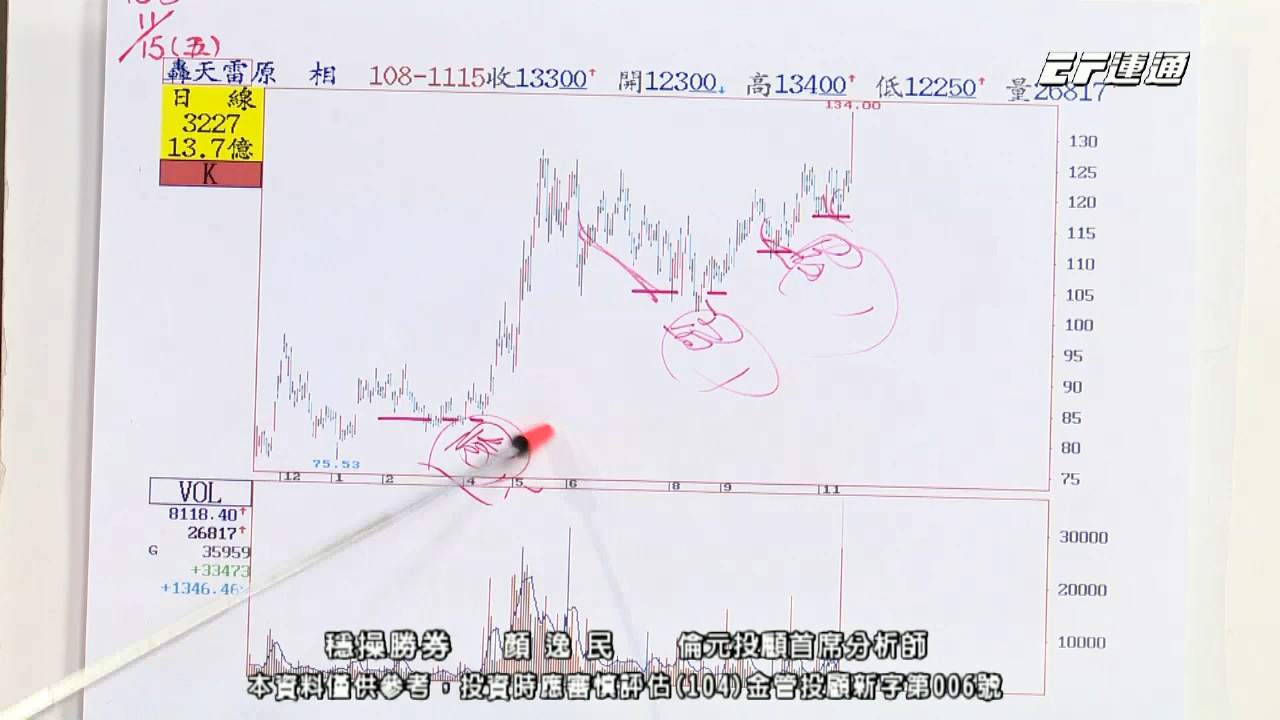 11/15(五)
轟天雷原 相 108-1115收13300↑ 開12300↓ 高13400↑ 低12250↑ 量26817↑
ET運通
日 線
3227
13.7億
K
134.00
130
125
120
115
110
105
100
95
90
85
80
75
75.53
12 1 2 4 5 6 8 9 11
VOL
8118.40↑
26817↑
G 35959
+33473
+1346.46
30000
20000
10000
穩操勝券 顏逸民 倫元投顧首席分析師
本資料僅供參考，投資時應審慎評估(104)金管投顧新字第006號